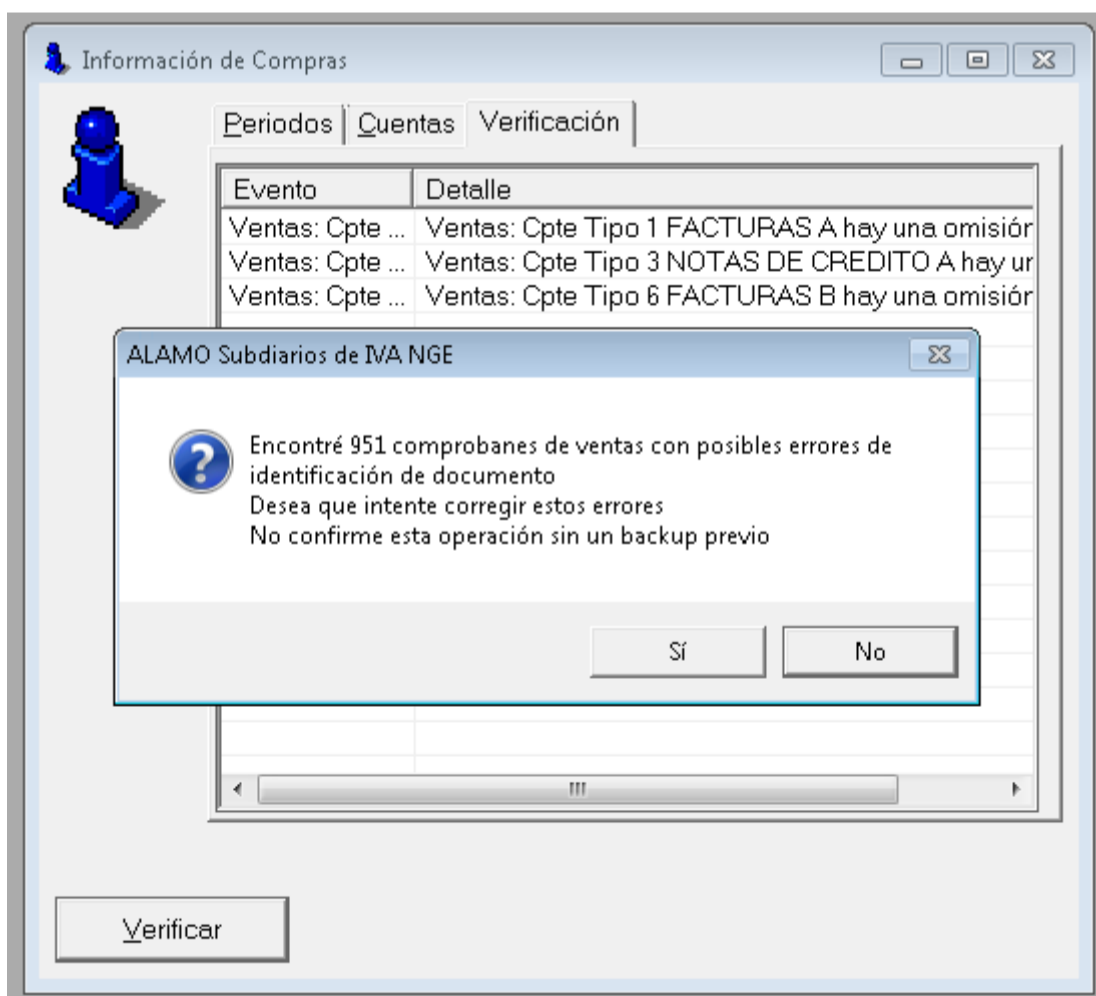 Información de Compras
Periodos Cuentas Verificación
Evento Detalle
Ventas: Cpte ... Ventas: Cpte Tipo 1 FACTURAS A hay una omisión
Ventas: Cpte ... Ventas: Cpte Tipo 3 NOTAS DE CREDITO A hay un
Ventas: Cpte ... Ventas: Cpte Tipo 6 FACTURAS B hay una omisión
ALAMO Subdiarios de IVA NGE
Encontré 951 comprobanes de ventas con posibles errores de
identificación de documento
Desea que intente corregir estos errores
No confirme esta operación sin un backup previo
Sí No
Verificar